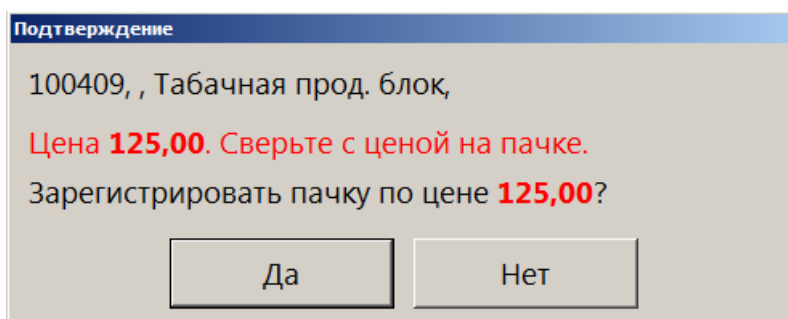 Подтверждение
100409, , Табачная прод. блок,
Цена 125,00. Сверьте с ценой на пачке.
Зарегистрировать пачку по цене 125,00?
Да
Нет